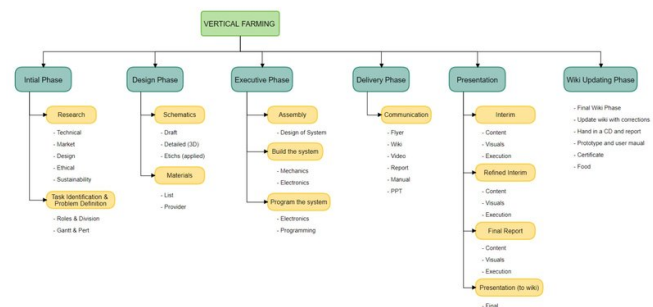 VERTICAL FARMING
Intial Phase
Research
- Technical
- Market
- Design
- Ethical
- Sustainability
Task Identification &
Problem Definition
- Roles & Division
- Gantt & Pert
Design Phase
Schematics
- Draft
- Detailed (3D)
- Etschs (applied)
Materials
- List
- Provider
Executive Phase
Assembly
- Design of System
Build the system
- Mechanics
- Electronics
Program the system
- Electronics
- Programming
Delivery Phase
Communication
- Flyer
- Wiki
- Video
- Report
- Manual
- PPT
Presentation
Interim
- Content
- Visuals
- Execution
Refined Interim
- Content
- Visuals
- Execution
Final Report
- Content
- Visuals
- Execution
Presentation (to wiki)
- Final
Wiki Updating Phase
- Final Wiki Phase
- Update wiki with corrections
- Hand in a CD and report
- Prototype and user maual
- Certificate
- Food